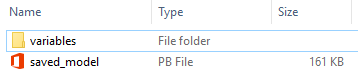 Name Type Size
variables File folder
saved_model PB File 161 KB